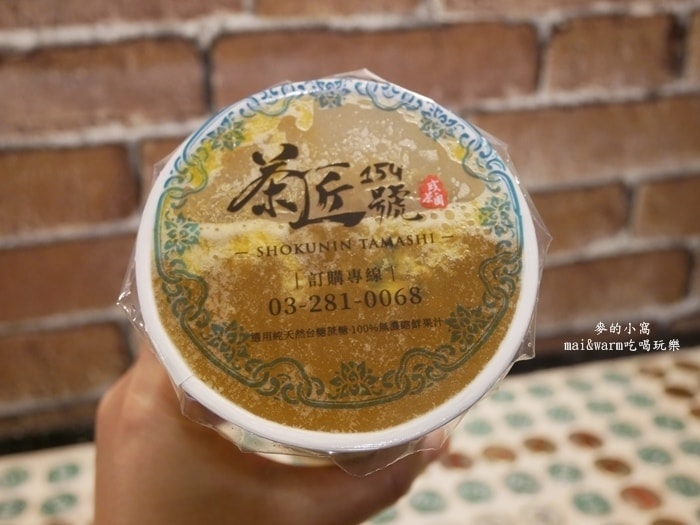 茶匠154號
— SHOKUNIN TAMASHI —
｜訂購專線｜
03-281-0068
選用純天然台糖蔗糖·100%無農藥鮮果汁
麥的小窩
mai&warm吃喝玩樂